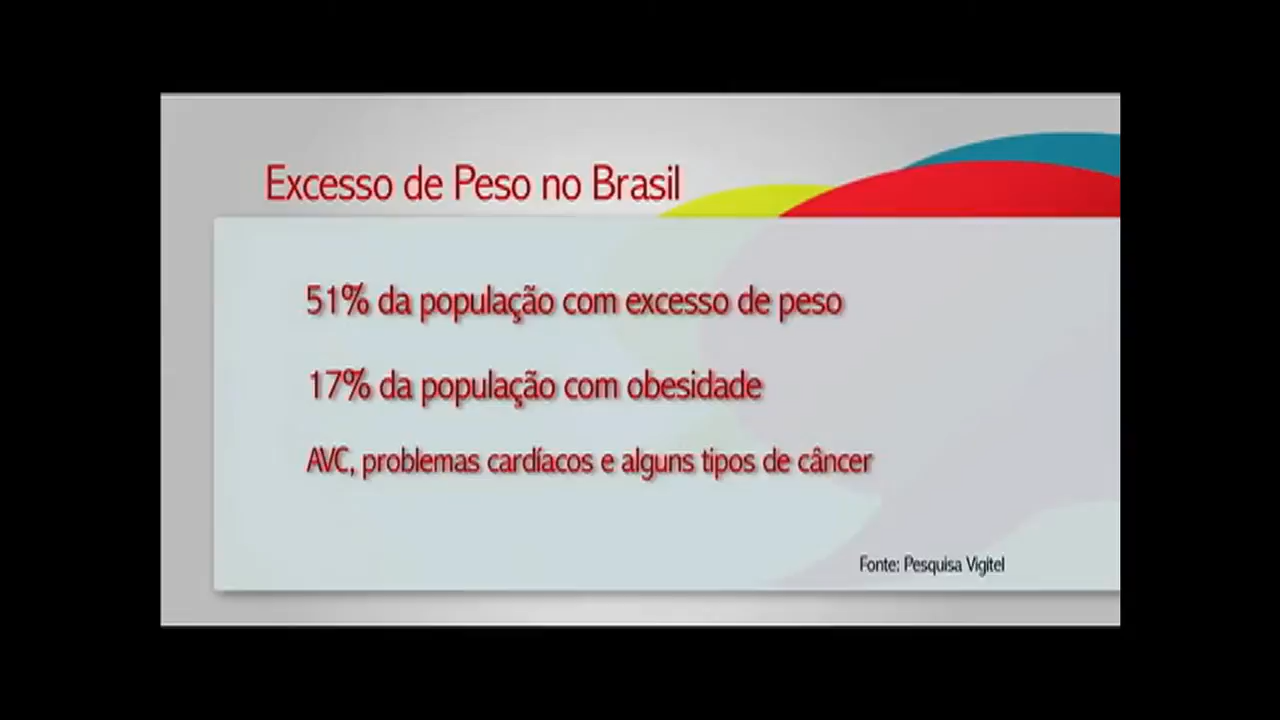 Excesso de Peso no Brasil
51% da população com excesso de peso
17% da população com obesidade
AVC, problemas cardíacos e alguns tipos de câncer
Fonte: Pesquisa Vigitel